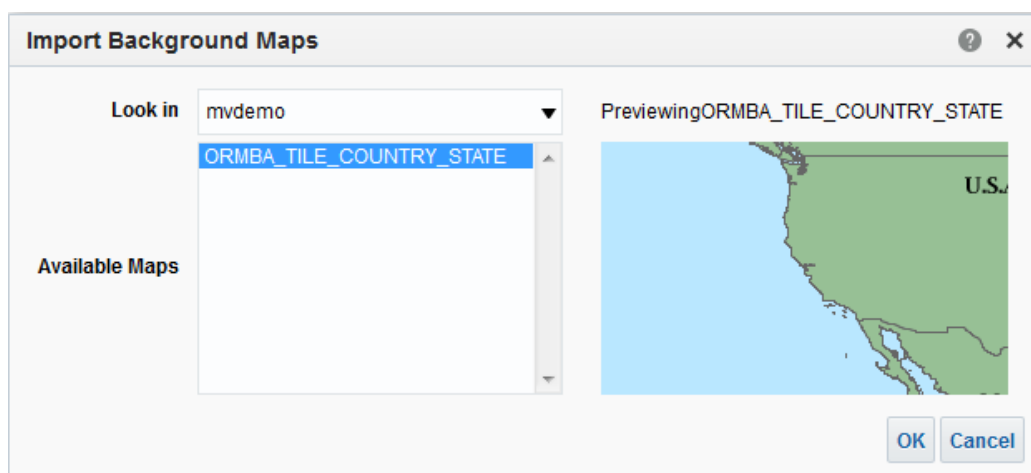 Import Background Maps
Look in
mvdemo
PreviewingORMBA_TILE_COUNTRY_STATE
ORMBA_TILE_COUNTRY_STATE
U.S.
Available Maps
OK
Cancel